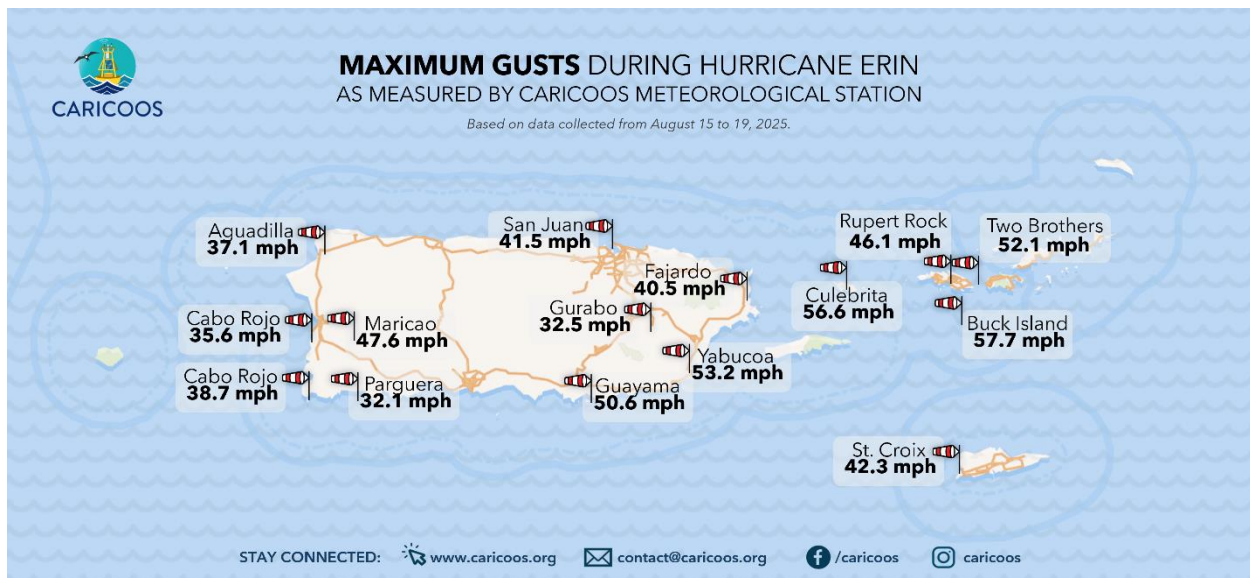 CARICOOS
MAXIMUM GUSTS DURING HURRICANE ERIN
AS MEASURED BY CARICOOS METEOROLOGICAL STATION
Based on data collected from August 15 to 19, 2025.
Aguadilla
37.1 mph
San Juan
41.5 mph
Rupert Rock
46.1 mph
Two Brothers
52.1 mph
Fajardo
40.5 mph
Culebrita
56.6 mph
Gurabo
32.5 mph
Cabo Rojo
35.6 mph
Maricao
47.6 mph
Buck Island
57.7 mph
Yabucoa
53.2 mph
Cabo Rojo
38.7 mph
Parguera
32.1 mph
Guayama
50.6 mph
St. Croix
42.3 mph
STAY CONNECTED: www.caricoos.org contact@caricoos.org /caricoos caricoos